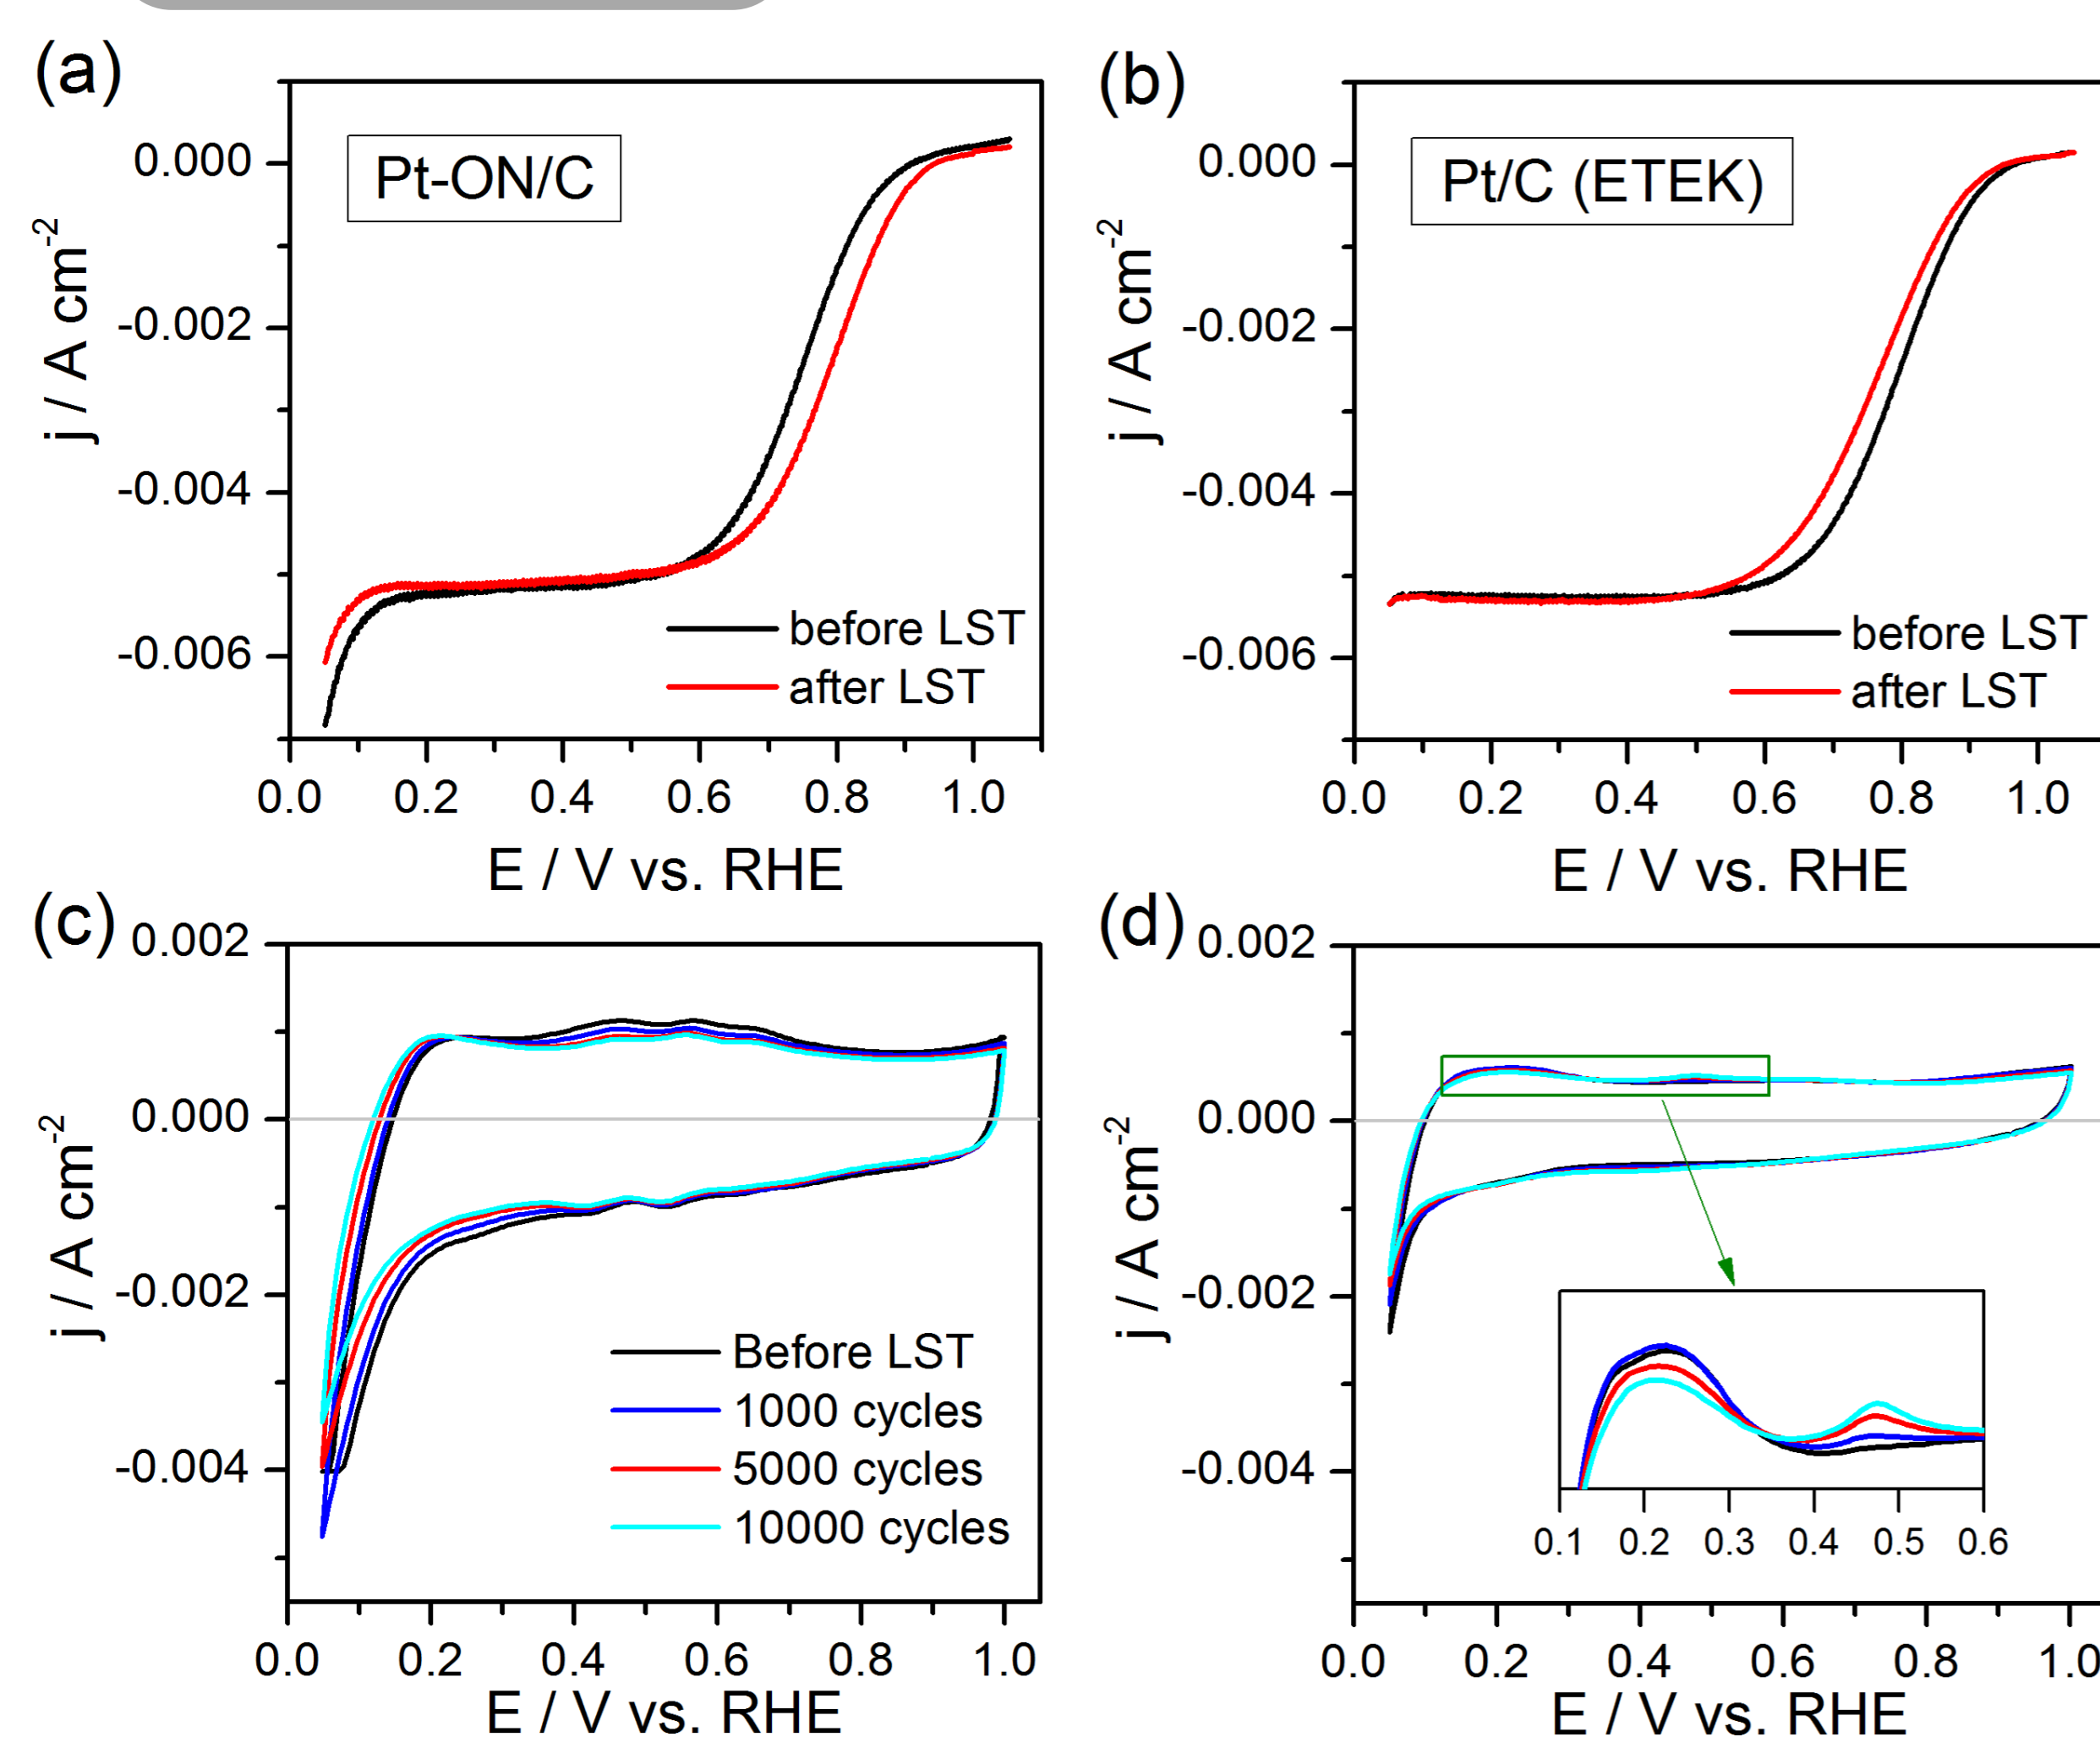 (a)
Pt-ON/C
0.000
-0.002
-0.004
-0.006
j / A cm-2
before LST
after LST
0.0 0.2 0.4 0.6 0.8 1.0
E / V vs. RHE
(b)
Pt/C (ETEK)
0.000
-0.002
-0.004
-0.006
j / A cm-2
before LST
after LST
0.0 0.2 0.4 0.6 0.8 1.0
E / V vs. RHE
(c)
0.002
0.000
-0.002
-0.004
j / A cm-2
Before LST
1000 cycles
5000 cycles
10000 cycles
0.0 0.2 0.4 0.6 0.8 1.0
E / V vs. RHE
(d)
0.002
0.000
-0.002
-0.004
j / A cm-2
0.1 0.2 0.3 0.4 0.5 0.6
0.0 0.2 0.4 0.6 0.8 1.0
E / V vs. RHE